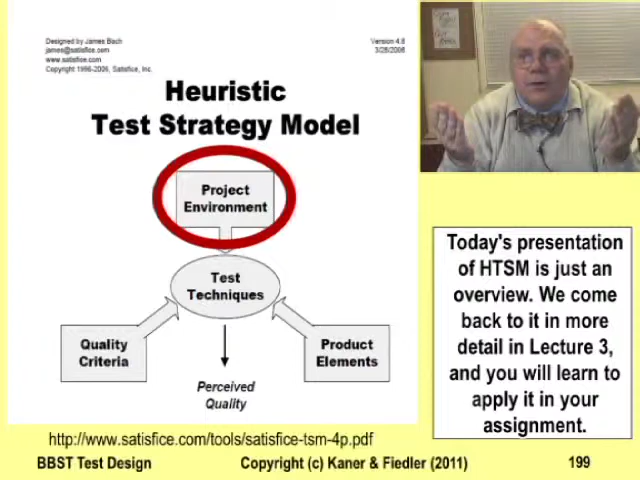 Designed by James Bach
james@satisfice.com
www.satisfice.com
Copyright 1996-2006, Satisfice, Inc.
Version 4.8
3/28/2006
Heuristic
Test Strategy Model
Project
Environment
Test
Techniques
Quality
Criteria
Product
Elements
Perceived
Quality
Today's presentation
of HTSM is just an
overview. We come
back to it in more
detail in Lecture 3,
and you will learn to
apply it in your
assignment.
http://www.satisfice.com/tools/satisfice-tsm-4p.pdf
BBST Test Design
Copyright (c) Kaner & Fiedler (2011)
199